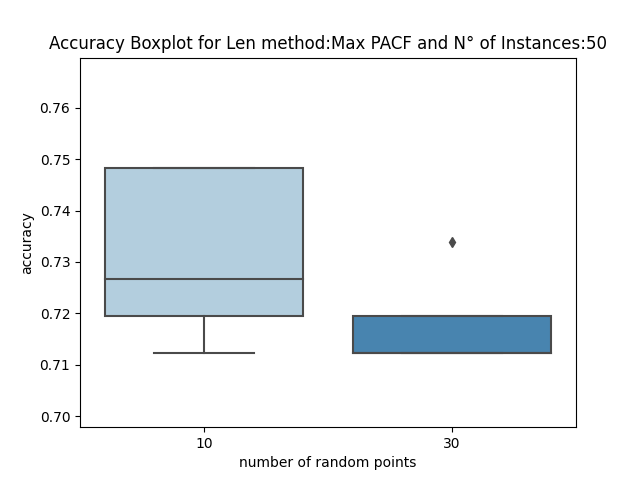 Accuracy Boxplot for Len method:Max PACF and N° of Instances:50
0.76
0.75
0.74
0.73
0.72
0.71
0.70
accuracy
10 30
number of random points